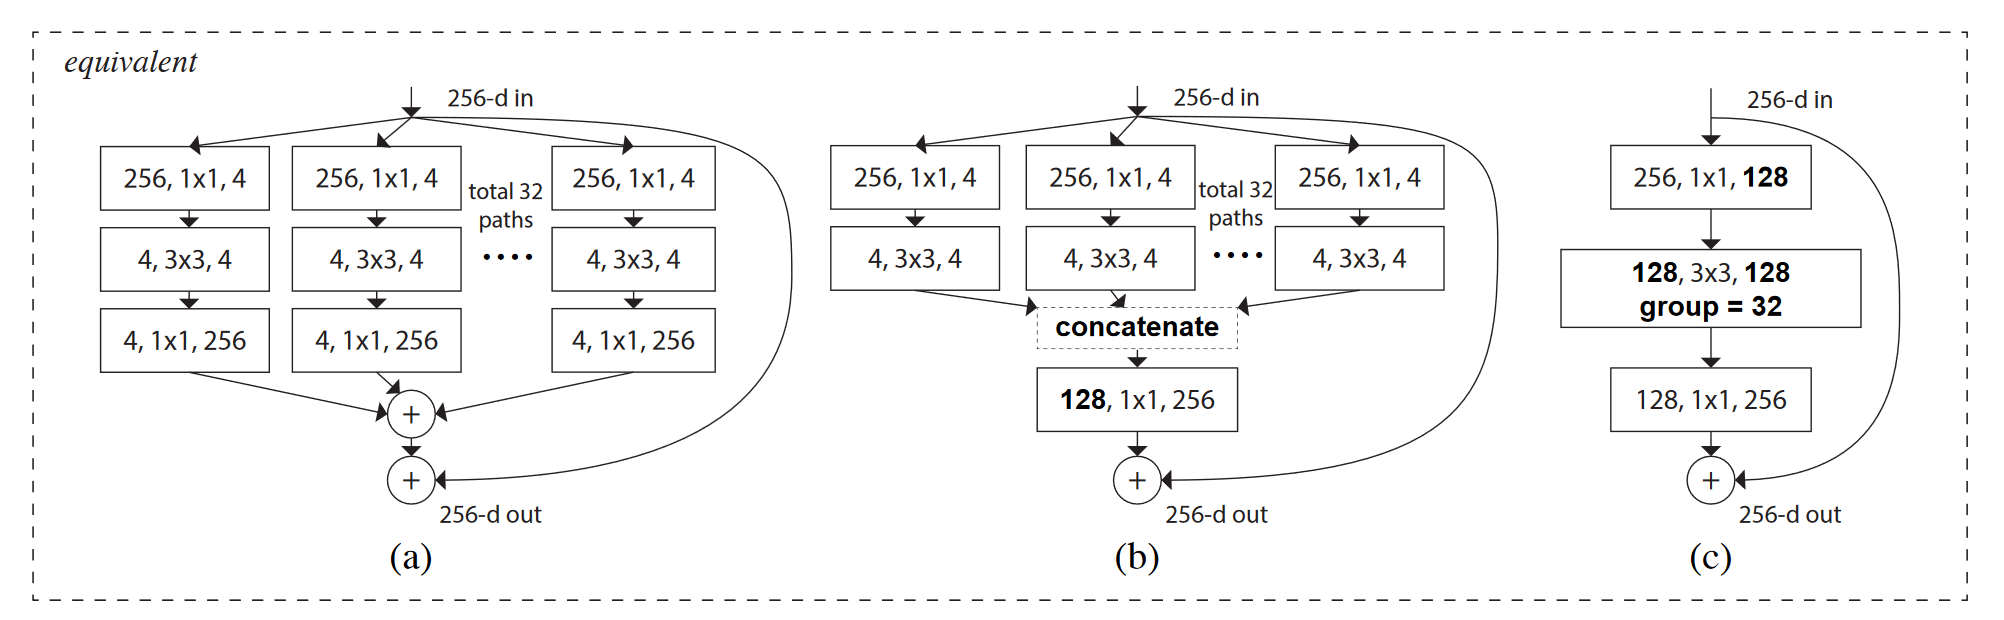 equivalent
256-d in
256, 1x1, 4
256, 1x1, 4
total 32
paths
256, 1x1, 4
4, 3x3, 4
4, 3x3, 4
....
4, 3x3, 4
4, 1x1, 256
4, 1x1, 256
4, 1x1, 256
+
+
256-d out
(a)
256-d in
256, 1x1, 4
256, 1x1, 4
total 32
paths
256, 1x1, 4
4, 3x3, 4
4, 3x3, 4
....
4, 3x3, 4
concatenate
128, 1x1, 256
+
256-d out
(b)
256-d in
256, 1x1, 128
128, 3x3, 128
group = 32
128, 1x1, 256
+
256-d out
(c)